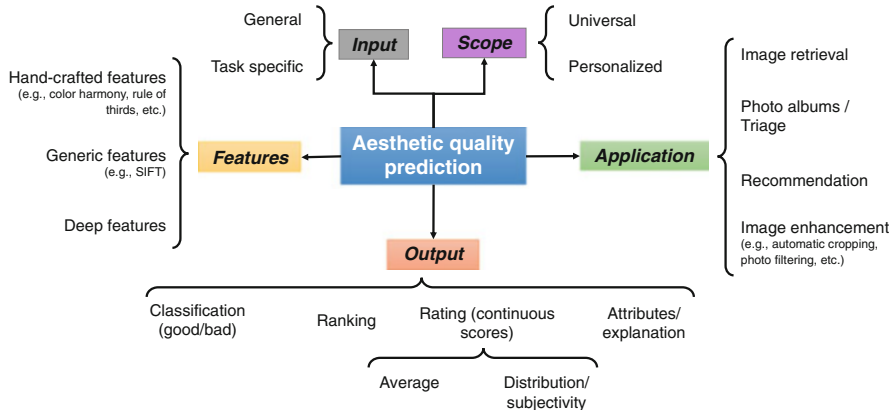 General
Task specific
Input
Scope
Universal
Personalized
Hand-crafted features
(e.g., color harmony, rule of
thirds, etc.)
Generic features
(e.g., SIFT)
Deep features
Features
Aesthetic quality
prediction
Application
Image retrieval
Photo albums /
Triage
Recommendation
Image enhancement
(e.g., automatic cropping,
photo filtering, etc.)
Output
Classification
(good/bad)
Ranking
Rating (continuous
scores)
Attributes/
explanation
Average
Distribution/
subjectivity